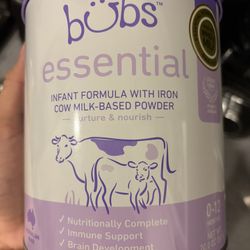 bübs™
essential
INFANT FORMULA WITH IRON
COW MILK-BASED POWDER
nurture & nourish
✓ Nutritionally Complete
✓ Immune Support
✓ Brain Development
0-12